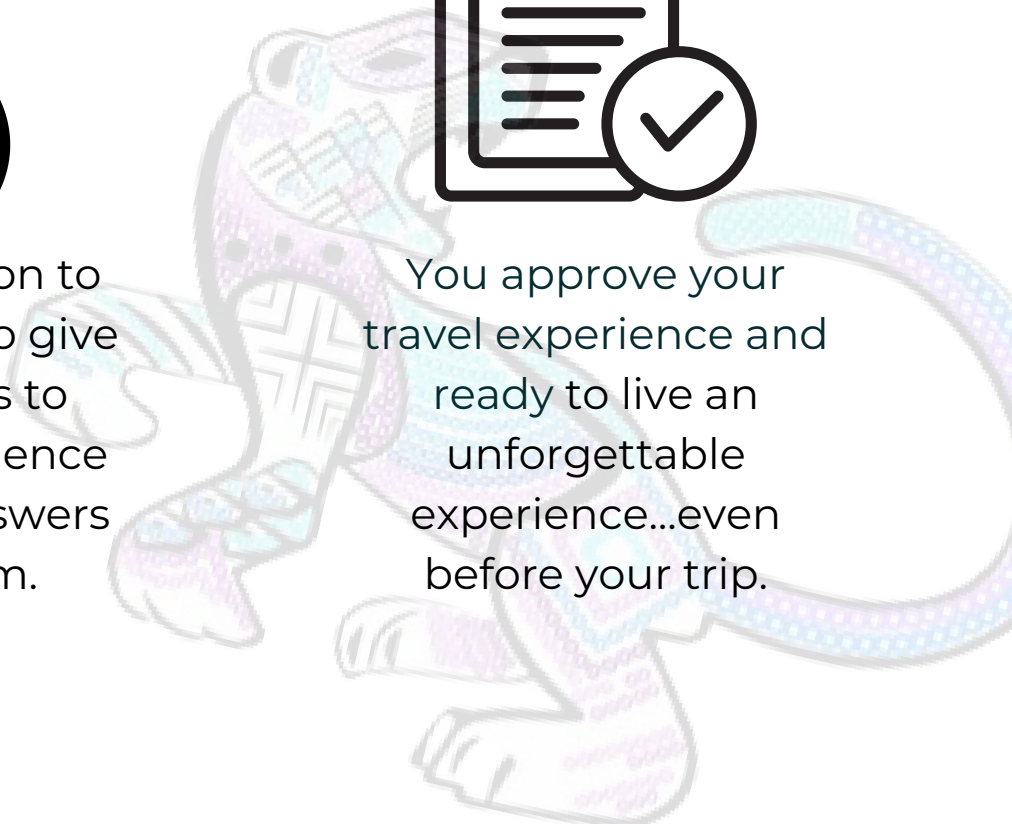 on to
give
s to
ence
swers
m.
You approve your
travel experience and
ready to live an
unforgettable
experience...even
before your trip.